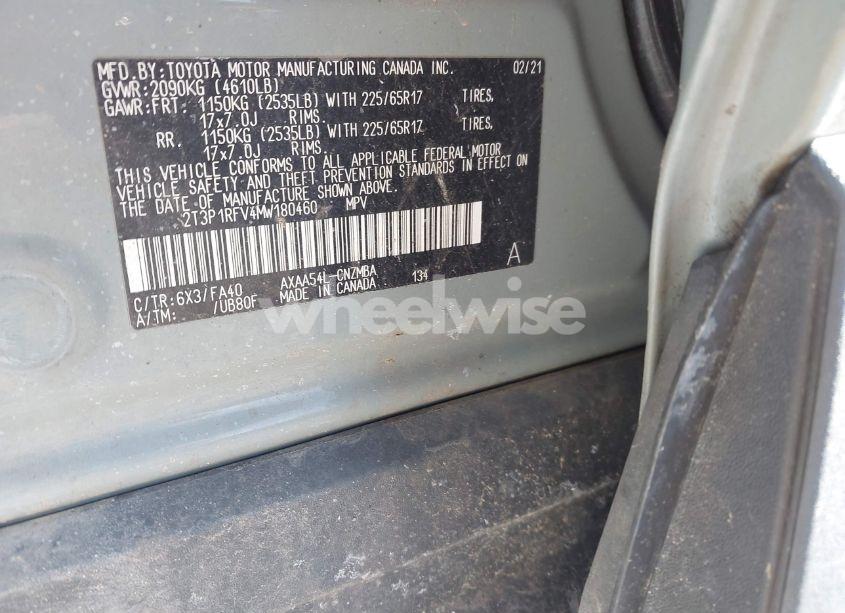 MFD. BY: TOYOTA MOTOR MANUFACTURING CANADA INC. 02/21
GVWR: 2090KG (4610LB)
GAWR: FRT. 1150KG (2535LB) WITH 225/65R17 TIRES,
17x7.0J RIMS
RR. 1150KG (2535LB) WITH 225/65R17 TIRES,
17x7.0J RIMS
THIS VEHICLE CONFORMS TO ALL APPLICABLE FEDERAL MOTOR
VEHICLE SAFETY AND THEFT PREVENTION STANDARDS IN EFFECT ON
THE DATE OF MANUFACTURE SHOWN ABOVE.
2T3P1RFV4MW180460 MPV
A
C/TR: 6X3/FA40 AXAA54L-CNZMBA 134
A/TM: /UB80F MADE IN CANADA
wheelwise